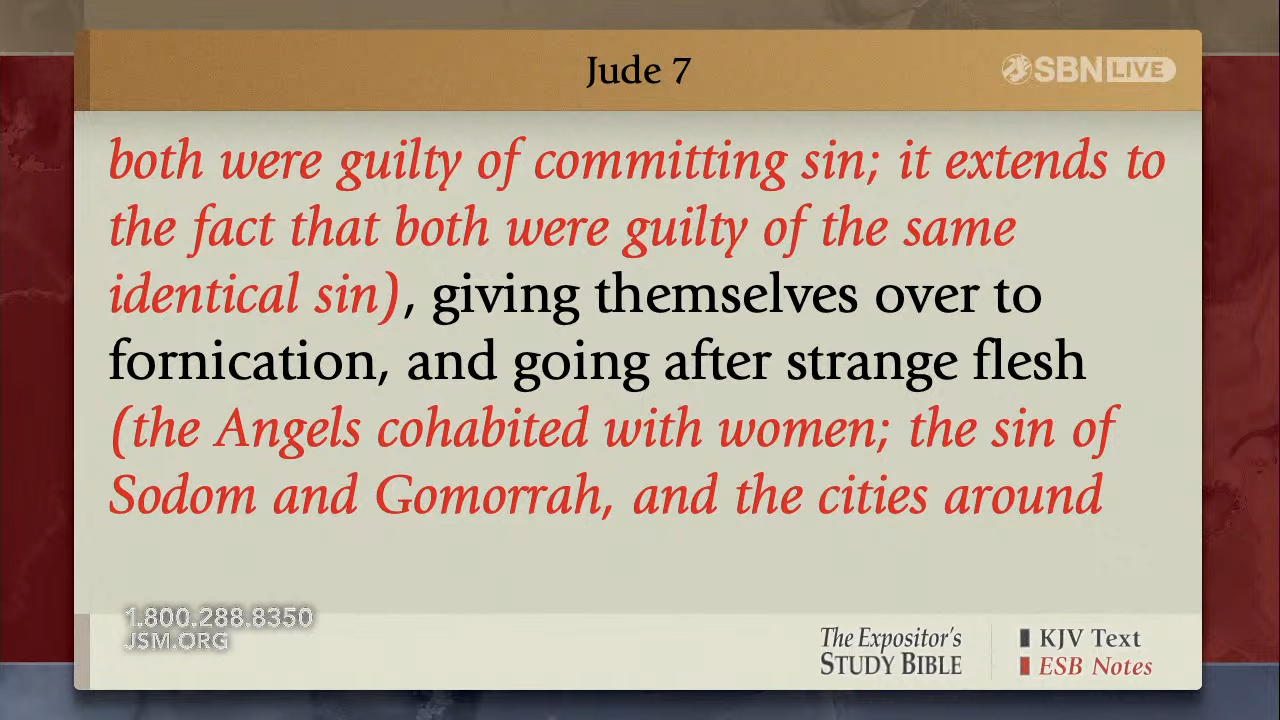 Jude 7
SBN LIVE
both were guilty of committing sin; it extends to
the fact that both were guilty of the same
identical sin), giving themselves over to
fornication, and going after strange flesh
(the Angels cohabited with women; the sin of
Sodom and Gomorrah, and the cities around
1.800.288.8350
JSM.ORG
The Expositor's
STUDY BIBLE
KJV Text
ESB Notes